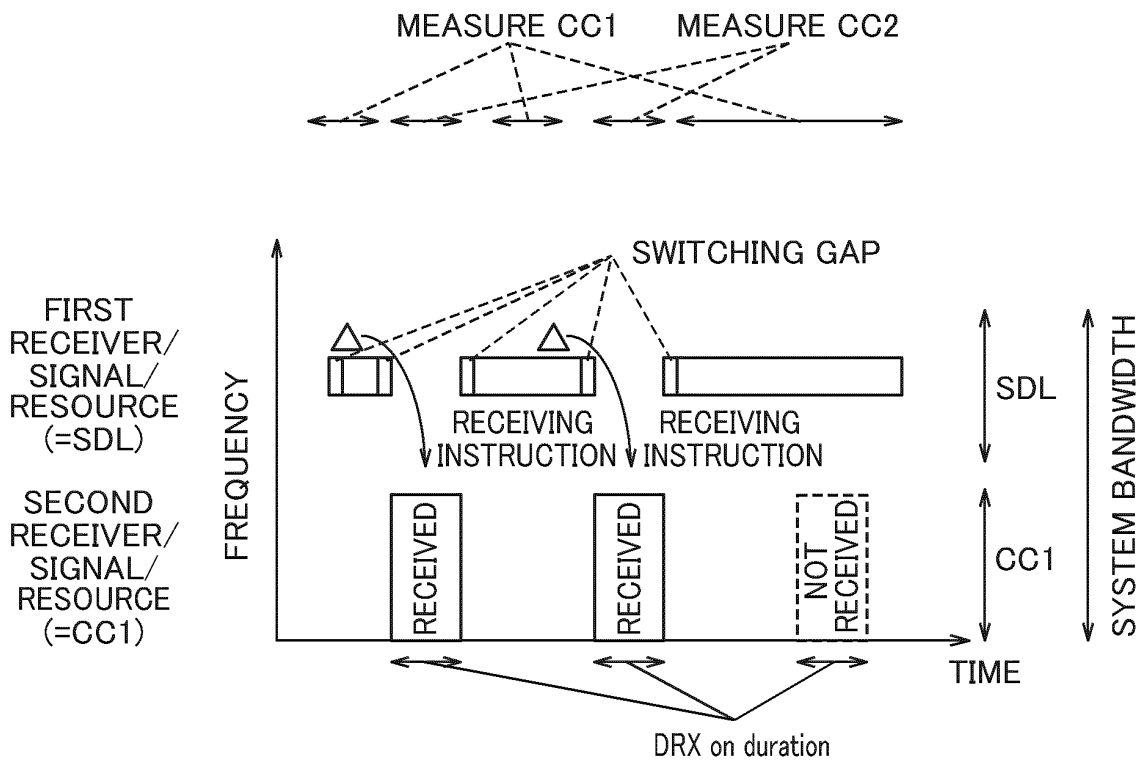 MEASURE CC1
MEASURE CC2
SWITCHING GAP
FIRST
RECEIVER/
SIGNAL/
RESOURCE
(=SDL)
SECOND
RECEIVER/
SIGNAL/
RESOURCE
(=CC1)
FREQUENCY
RECEIVING
INSTRUCTION
RECEIVING
INSTRUCTION
RECEIVED
RECEIVED
NOT
RECEIVED
SDL
CC1
SYSTEM BANDWIDTH
TIME
DRX on duration